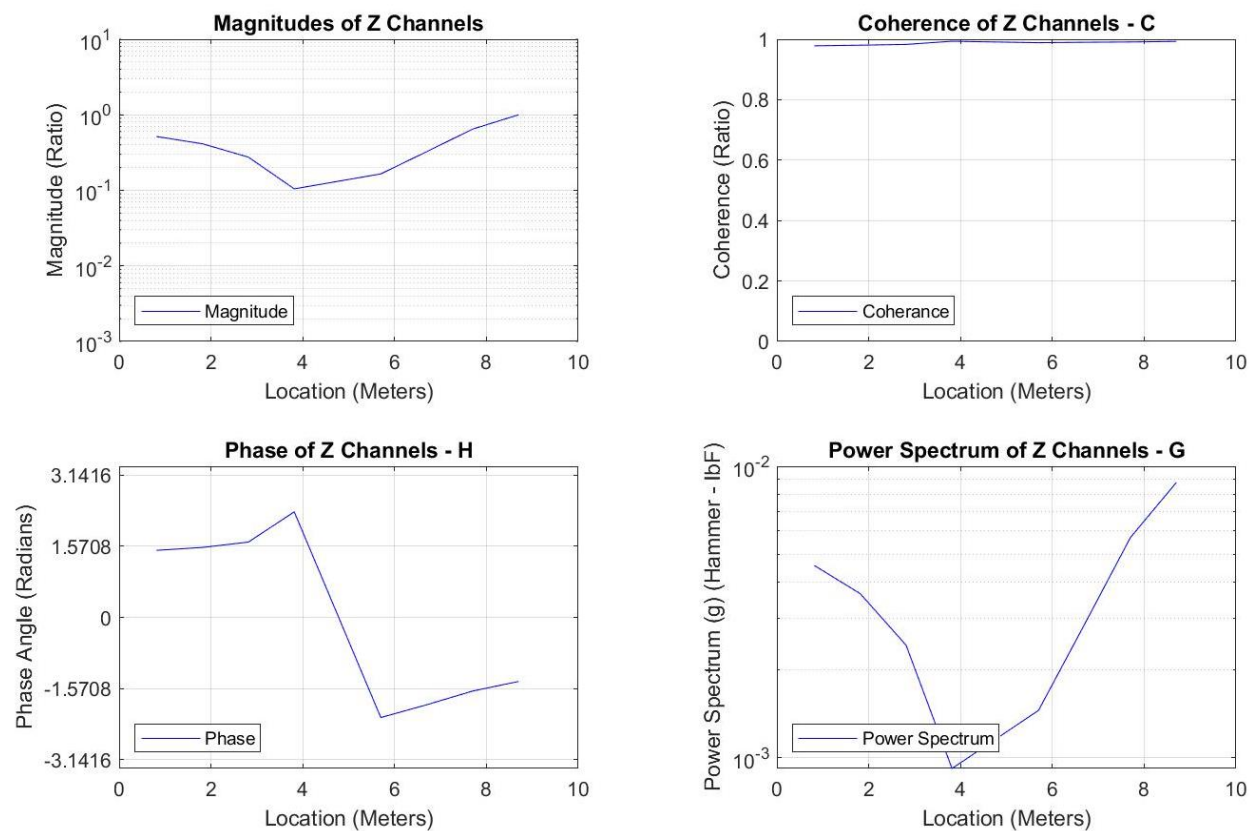 Magnitudes of Z Channels
Magnitude (Ratio)
10^1
10^0
10^-1
10^-2
10^-3
Magnitude
0 2 4 6 8 10
Location (Meters)
Coherence of Z Channels - C
Coherence (Ratio)
1
0.8
0.6
0.4
0.2
0
Coherance
0 2 4 6 8 10
Location (Meters)
Phase of Z Channels - H
Phase Angle (Radians)
3.1416
1.5708
0
-1.5708
-3.1416
Phase
0 2 4 6 8 10
Location (Meters)
Power Spectrum of Z Channels - G
Power Spectrum (g) (Hammer - lbF)
10^-2
10^-3
Power Spectrum
0 2 4 6 8 10
Location (Meters)